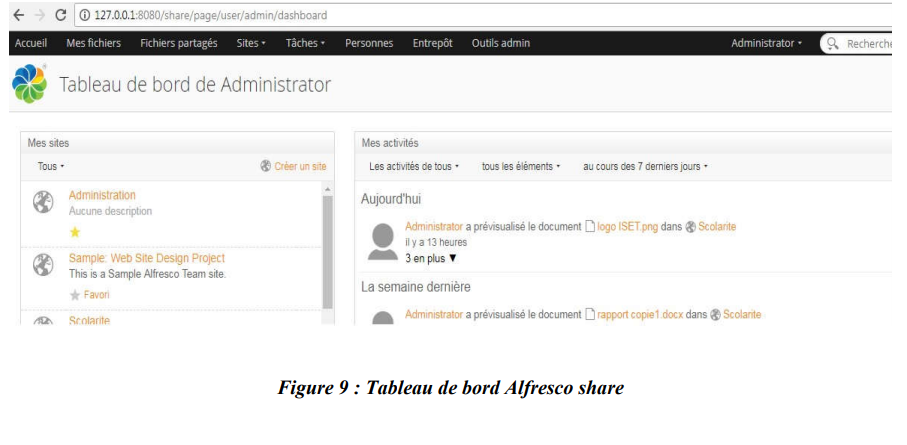 127.0.0.1:8080/share/page/user/admin/dashboard
Accueil Mes fichiers Fichiers partagés Sites Tâches Personnes Entrepôt Outils admin Administrator Recherche
Tableau de bord de Administrator
Mes sites
Tous Créer un site
Administration
Aucune description
Sample: Web Site Design Project
This is a Sample Alfresco Team site.
Favori
Scolarite
Mes activités
Les activités de tous tous les éléments au cours des 7 derniers jours
Aujourd'hui
Administrator a prévisualisé le document logo ISET.png dans Scolarite
il y a 13 heures
3 en plus ▼
La semaine dernière
Administrator a prévisualisé le document rapport copie1.docx dans Scolarite
Figure 9 : Tableau de bord Alfresco share